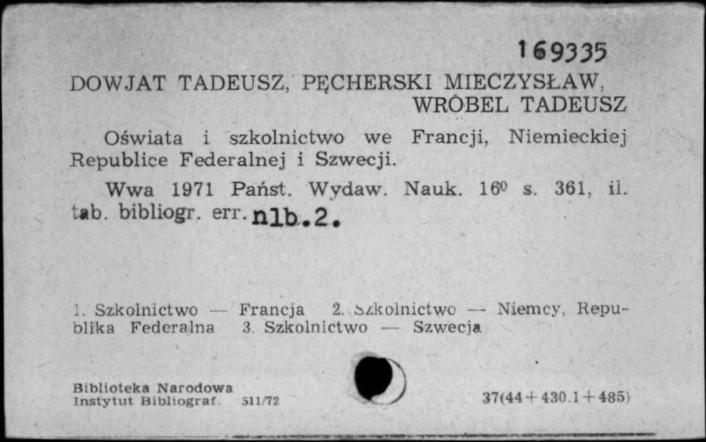 169335
DOWJAT TADEUSZ, PĘCHERSKI MIECZYSŁAW,
WRÓBEL TADEUSZ
Oświata i szkolnictwo we Francji, Niemieckiej
Republice Federalnej i Szwecji.
Wwa 1971 Państ. Wydaw. Nauk. 16⁰ s. 361, il.
tab. bibliogr. err. nlb.2.
1. Szkolnictwo — Francja 2. Szkolnictwo — Niemcy, Repu-
blika Federalna 3. Szkolnictwo — Szwecja
Biblioteka Narodowa
Instytut Bibliograf. 511/72
37(44+430.1+485)